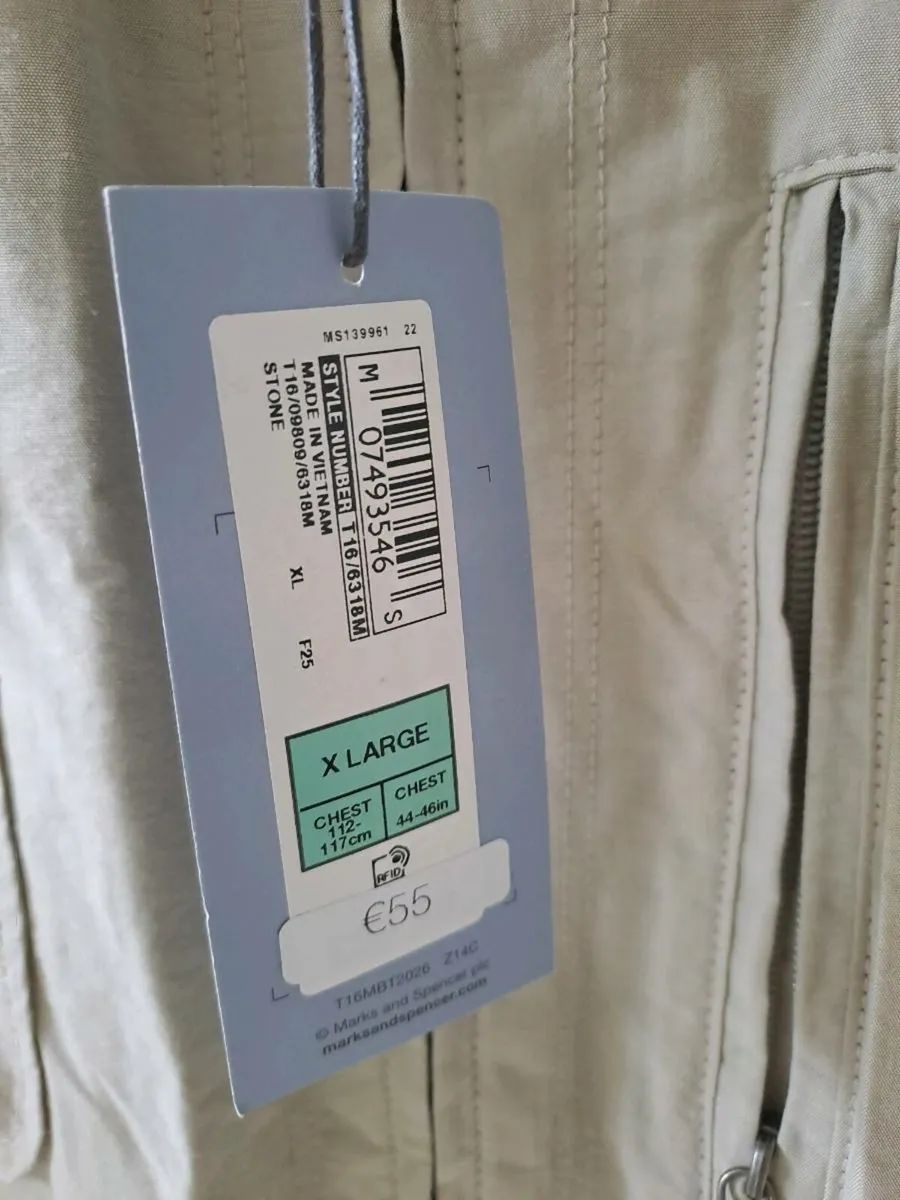 MS139961 22
M 07493546 S
STYLE NUMBER T16/6318M
MADE IN VIETNAM
T16/09809/6318M XL F25
STONE
X LARGE
CHEST
112-
117cm
CHEST
44-46in
RFID
€55
T16MBT2026 Z14C
© Marks and Spencer plc
marksandspencer.com